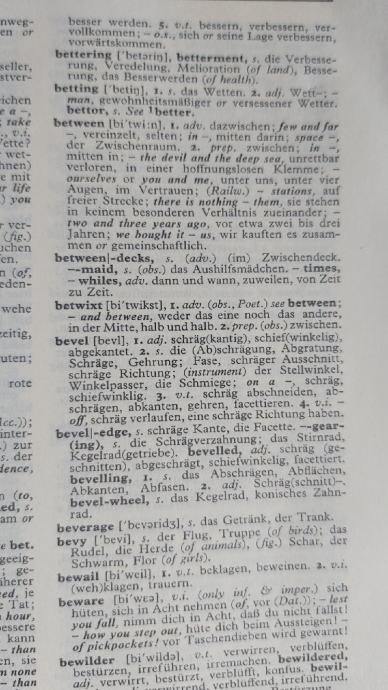 besser werden. 5. v.t. bessern, verbessern, ver-
vollkommen; – o.s., sich or seine Lage verbessern,
vorwärtskommen.
bettering ['betəriŋ], betterment, s. die Verbesse-
rung, Veredelung, Melioration (of land), Besse-
rung, das Besserwerden (of health).
betting ['betiŋ], 1. s. das Wetten. 2. adj. Wett–; –
man, gewohnheitsmäßiger or versessener Wetter.
bettor, s. See ¹better.
between [bi'twi:n], 1. adv. dazwischen; few and far
–, vereinzelt, selten; in –, mitten darin; space –,
der Zwischenraum. 2. prep. zwischen; in –,
mitten in; – the devil and the deep sea, unrettbar
verloren, in einer hoffnungslosen Klemme; –
ourselves or you and me, unter uns, unter vier
Augen, im Vertrauen; (Railw.) – stations, auf
freier Strecke; there is nothing – them, sie stehen
in keinem besonderen Verhältnis zueinander; –
two and three years ago, vor etwa zwei bis drei
Jahren; we bought it – us, wir kauften es zusam-
men or gemeinschaftlich.
between|-decks, s. (adv.) (im) Zwischendeck.
–-maid, s. (obs.) das Aushilfsmädchen. – times,
– whiles, adv. dann und wann, zuweilen, von Zeit
zu Zeit.
betwixt [bi'twikst], 1. adv. (obs., Poet.) see between;
– and between, weder das eine noch das andere,
in der Mitte, halb und halb. 2. prep. (obs.) zwischen.
bevel [bevl], 1. adj. schräg(kantig), schief(winkelig),
abgekantet. 2. s. die (Ab)schrägung, Abgratung,
Schräge, Gehrung; Fase, schräger Ausschnitt,
schräge Richtung; (instrument) der Stellwinkel,
Winkelpasser, die Schmiege; on a –, schräg,
schiefwinklig. 3. v.t. schräg abschneiden, ab-
schrägen, abkanten, gehren, facettieren. 4. v.i. –
off, schräg verlaufen, eine schräge Richtung haben.
bevel|-edge, s. schräge Kante, die Facette. –-gear-
(ing), s. die Schrägverzahnung; das Stirnrad,
Kegelrad(getriebe). bevelled, adj. schräg (ge-
schnitten), abgeschrägt, schiefwinkelig, facettiert.
bevelling, 1. s. das Abschrägen, Abflächen,
Abkanten, Abfasen. 2. adj. Schräg(schnitt)–.
bevel-wheel, s. das Kegelrad, konisches Zahn-
rad.
beverage ['bevəridʒ], s. das Getränk, der Trank.
bevy ['bevi], s. der Flug, Truppe (of birds); das
Rudel, die Herde (of animals), (fig.) Schar, der
Schwarm, Flor (of girls).
bewail [bi'weil], 1. v.t. beklagen, beweinen. 2. v.i.
(weh)klagen, trauern.
beware [bi'wɛə], v.i. (only inf. & imper.) sich
hüten, sich in Acht nehmen (of, vor (Dat.)); – lest
you fall, nimm dich in Acht, daß du nicht fällst!
– how you step out, hüte dich beim Aussteigen! –
of pickpockets! vor Taschendieben wird gewarnt!
bewilder [bi'wildə], v.t. verwirren, verblüffen,
bestürzen, irreführen, irremachen. bewildered,
adj. verwirrt, bestürzt, verblüfft, konfus. bewil-